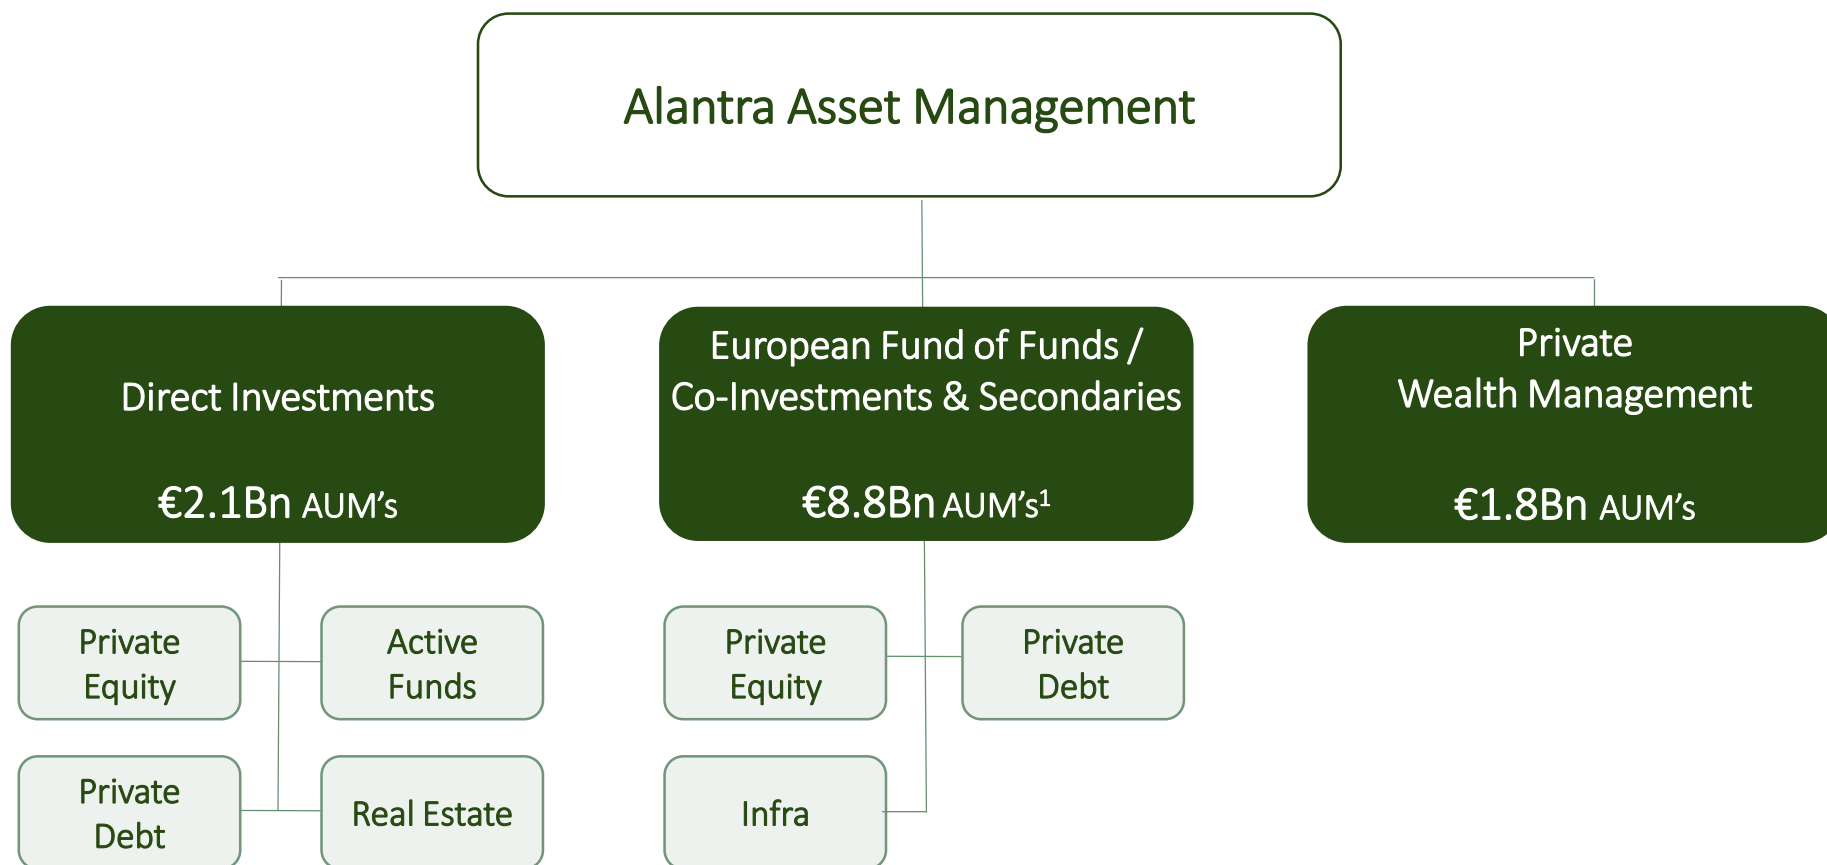 Alantra Asset Management
Direct Investments
€2.1Bn AUM’s
European Fund of Funds /
Co-Investments & Secondaries
€8.8Bn AUM’s¹
Private
Wealth Management
€1.8Bn AUM’s
Private
Equity
Active
Funds
Private
Debt
Real Estate
Private
Equity
Private
Debt
Infra